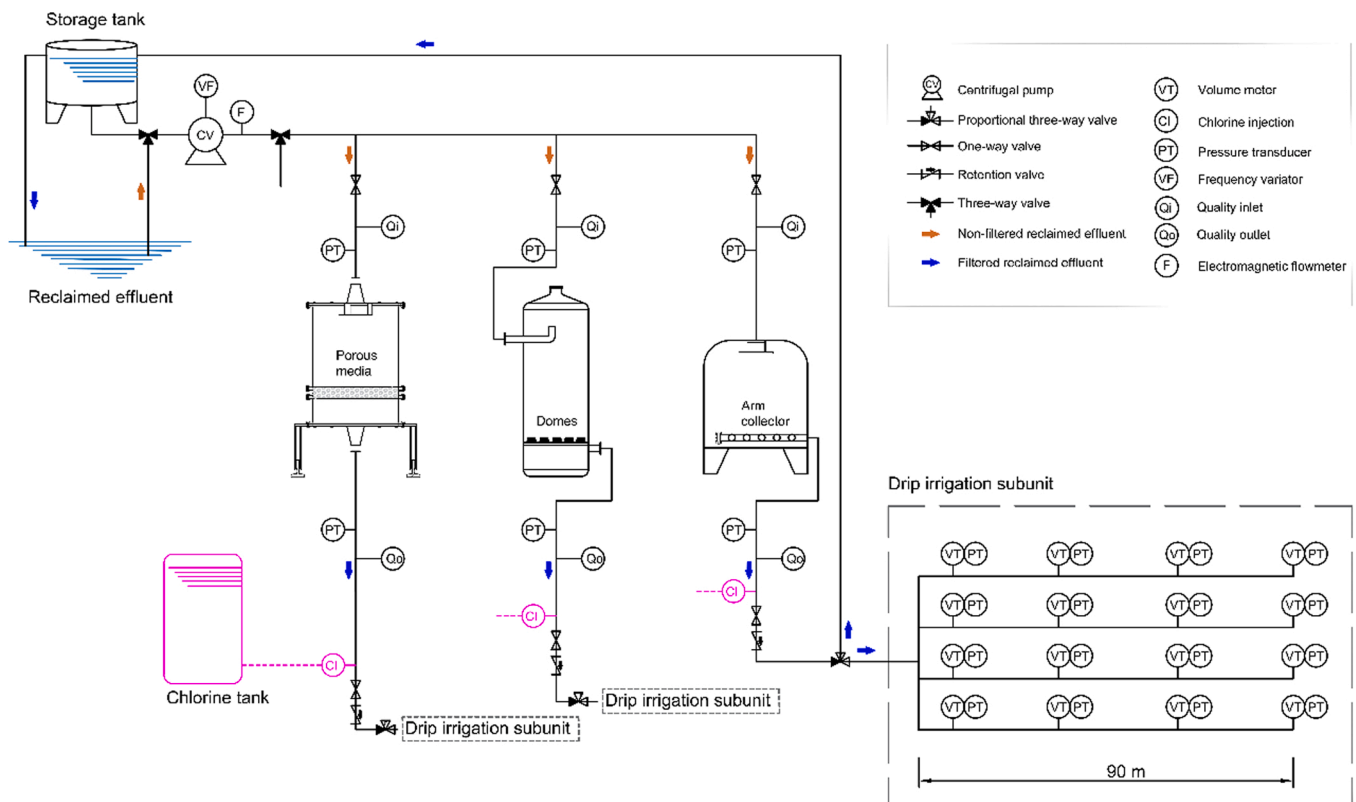 Storage tank
VF
F
CV
Reclaimed effluent
Qi
Qi
Qi
PT
PT
PT
Porous
media
Domes
Arm
collector
PT
PT
PT
Qo
Qo
Qo
CI
CI
CI
Chlorine tank
Drip irrigation subunit
Drip irrigation subunit
CV
Centrifugal pump
Proportional three-way valve
One-way valve
Retention valve
Three-way valve
Non-filtered reclaimed effluent
Filtered reclaimed effluent
VT
Volume meter
CI
Chlorine injection
PT
Pressure transducer
VF
Frequency variator
Qi
Quality inlet
Qo
Quality outlet
F
Electromagnetic flowmeter
Drip irrigation subunit
VT PT VT PT VT PT VT PT
VT PT VT PT VT PT VT PT
VT PT VT PT VT PT VT PT
VT PT VT PT VT PT VT PT
90 m